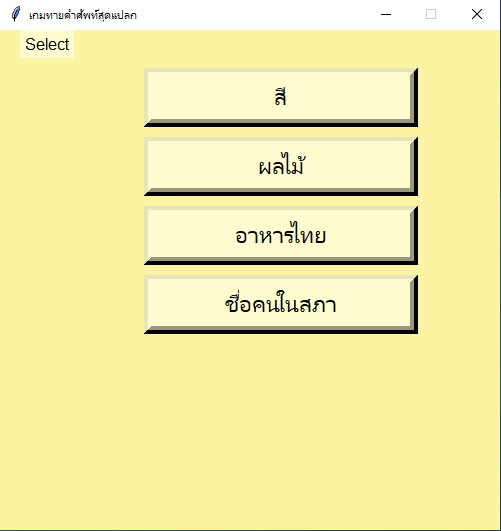 เกมทายคำศัพท์สุดแปลก
Select
สี
ผลไม้
อาหารไทย
ชื่อคนในสภา